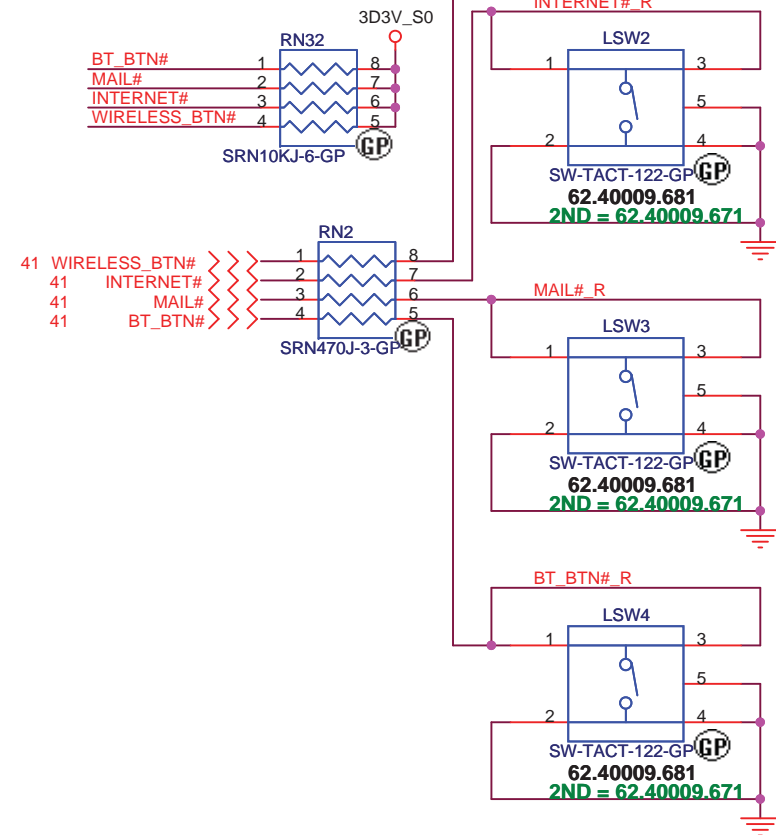 3D3V_S0
RN32
BT_BTN# 1 8
MAIL# 2 7
INTERNET# 3 6
WIRELESS_BTN# 4 5
SRN10KJ-6-GP GP
INTERNET#_R
LSW2
1 3
5
2 4
SW-TACT-122-GP GP
62.40009.681
2ND = 62.40009.671
RN2
41 WIRELESS_BTN# 1 8
41 INTERNET# 2 7
41 MAIL# 3 6
41 BT_BTN# 4 5
SRN470J-3-GP GP
MAIL#_R
LSW3
1 3
5
2 4
SW-TACT-122-GP GP
62.40009.681
2ND = 62.40009.671
BT_BTN#_R
LSW4
1 3
5
2 4
SW-TACT-122-GP GP
62.40009.681
2ND = 62.40009.671